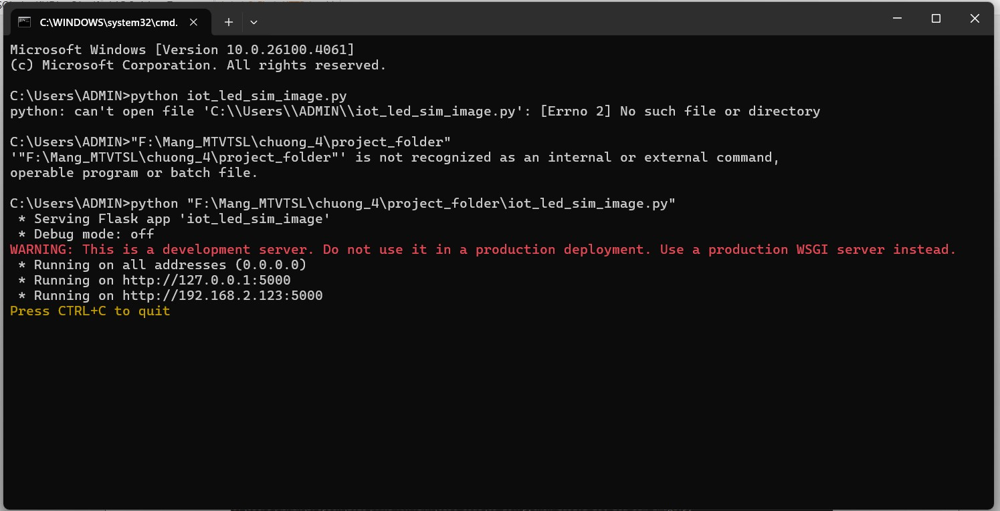 C:\WINDOWS\system32\cmd.
Microsoft Windows [Version 10.0.26100.4061]
(c) Microsoft Corporation. All rights reserved.
C:\Users\ADMIN>python iot_led_sim_image.py
python: can't open file 'C:\\Users\\ADMIN\\iot_led_sim_image.py': [Errno 2] No such file or directory
C:\Users\ADMIN>"F:\Mang_MTVTSL\chuong_4\project_folder"
'"F:\Mang_MTVTSL\chuong_4\project_folder"' is not recognized as an internal or external command,
operable program or batch file.
C:\Users\ADMIN>python "F:\Mang_MTVTSL\chuong_4\project_folder\iot_led_sim_image.py"
 * Serving Flask app 'iot_led_sim_image'
 * Debug mode: off
WARNING: This is a development server. Do not use it in a production deployment. Use a production WSGI server instead.
 * Running on all addresses (0.0.0.0)
 * Running on http://127.0.0.1:5000
 * Running on http://192.168.2.123:5000
Press CTRL+C to quit